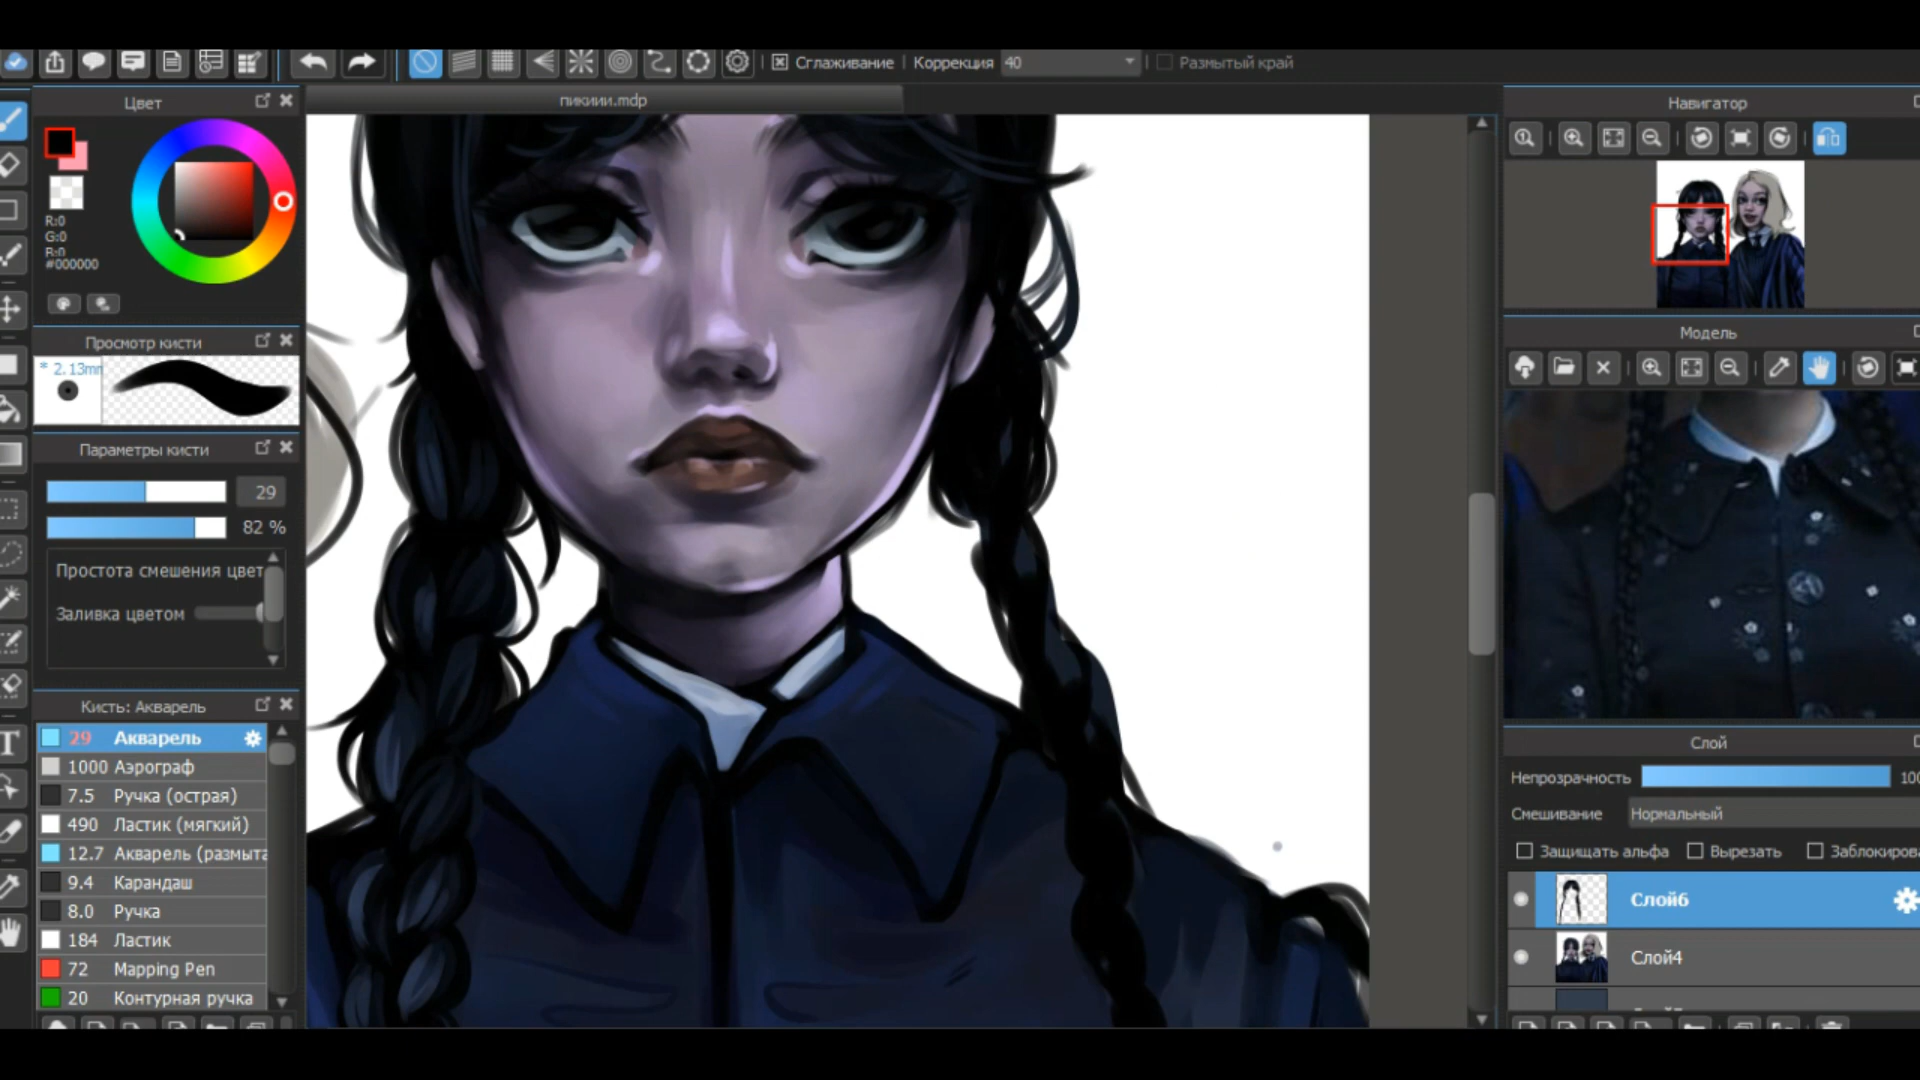 Сглаживание
Коррекция 40
Размытый край
Цвет
пикиии.mdp
Навигатор
R:0
G:0
B:0
#000000
Просмотр кисти
* 2.13mm
Модель
Параметры кисти
29
82 %
Простота смешения цвет
Заливка цветом
Кисть: Акварель
29 Акварель
1000 Аэрограф
7.5 Ручка (острая)
490 Ластик (мягкий)
12.7 Акварель (размыта
9.4 Карандаш
8.0 Ручка
184 Ластик
72 Mapping Pen
20 Контурная ручка
Слой
Непрозрачность 100
Смешивание Нормальный
Защищать альфа Вырезать Заблокирова
Слой6
Слой4